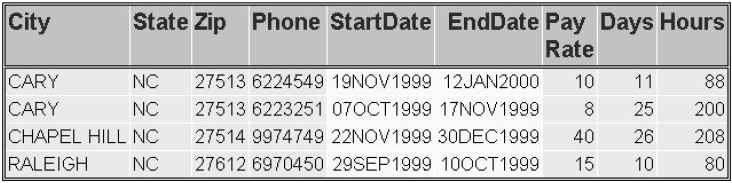 City State Zip Phone StartDate EndDate Pay Rate Days Hours
CARY NC 27513 6224549 19NOV1999 12JAN2000 10 11 88
CARY NC 27513 6223251 07OCT1999 17NOV1999 8 25 200
CHAPEL HILL NC 27514 9974749 22NOV1999 30DEC1999 40 26 208
RALEIGH NC 27612 6970450 29SEP1999 10OCT1999 15 10 80